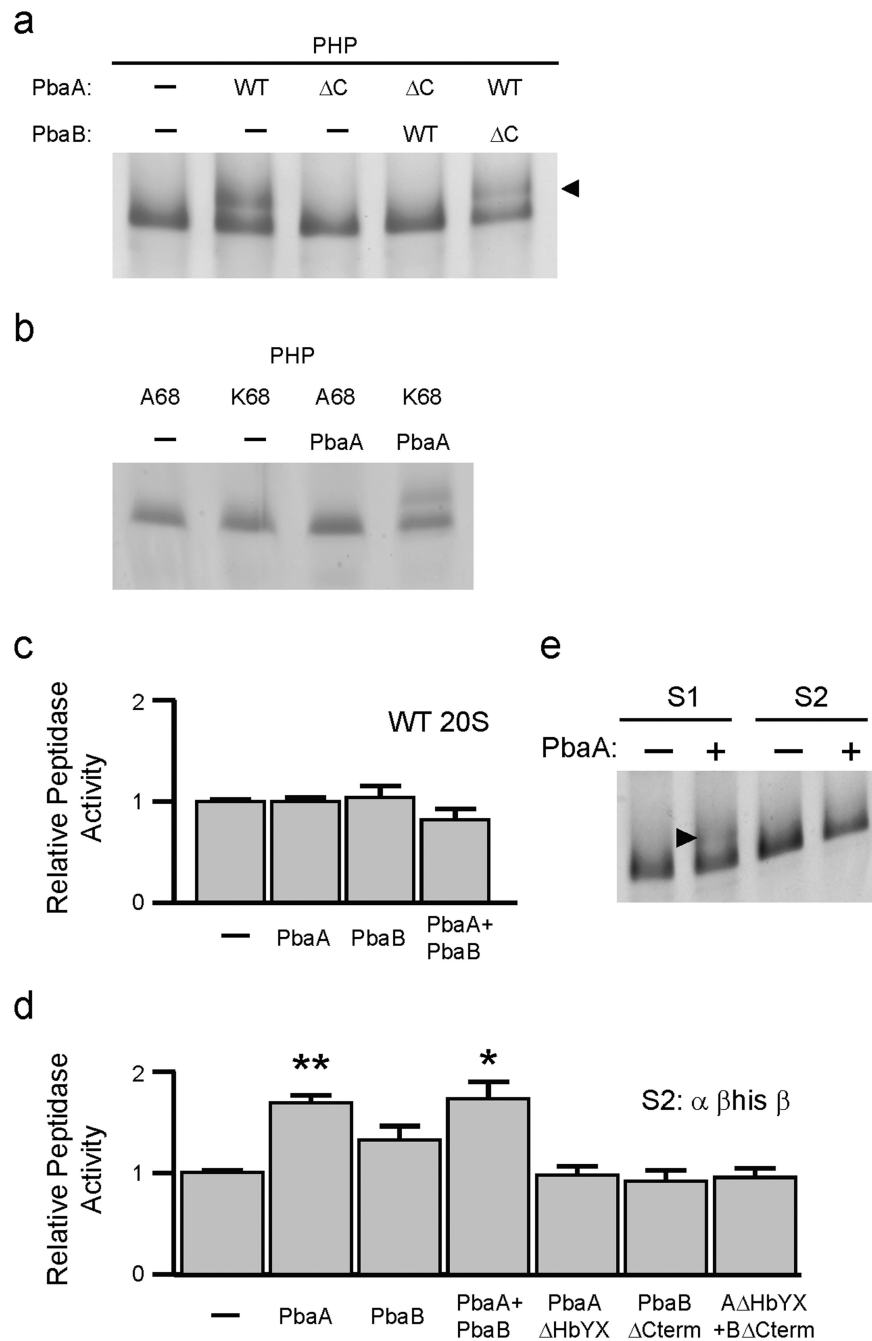 a
PHP
PbaA: – WT ΔC ΔC WT
PbaB: – – – WT ΔC
b
PHP
A68 K68 A68 K68
– – PbaA PbaA
c
Relative Peptidase
Activity
2
1
0
WT 20S
– PbaA PbaB PbaA+
PbaB
e
S1 S2
PbaA: – + – +
d
Relative Peptidase
Activity
2
1
0
** *
S2: α βhis β
– PbaA PbaB PbaA+ PbaA PbaB AΔHbYX
PbaB ΔHbYX ΔCterm +BΔCterm